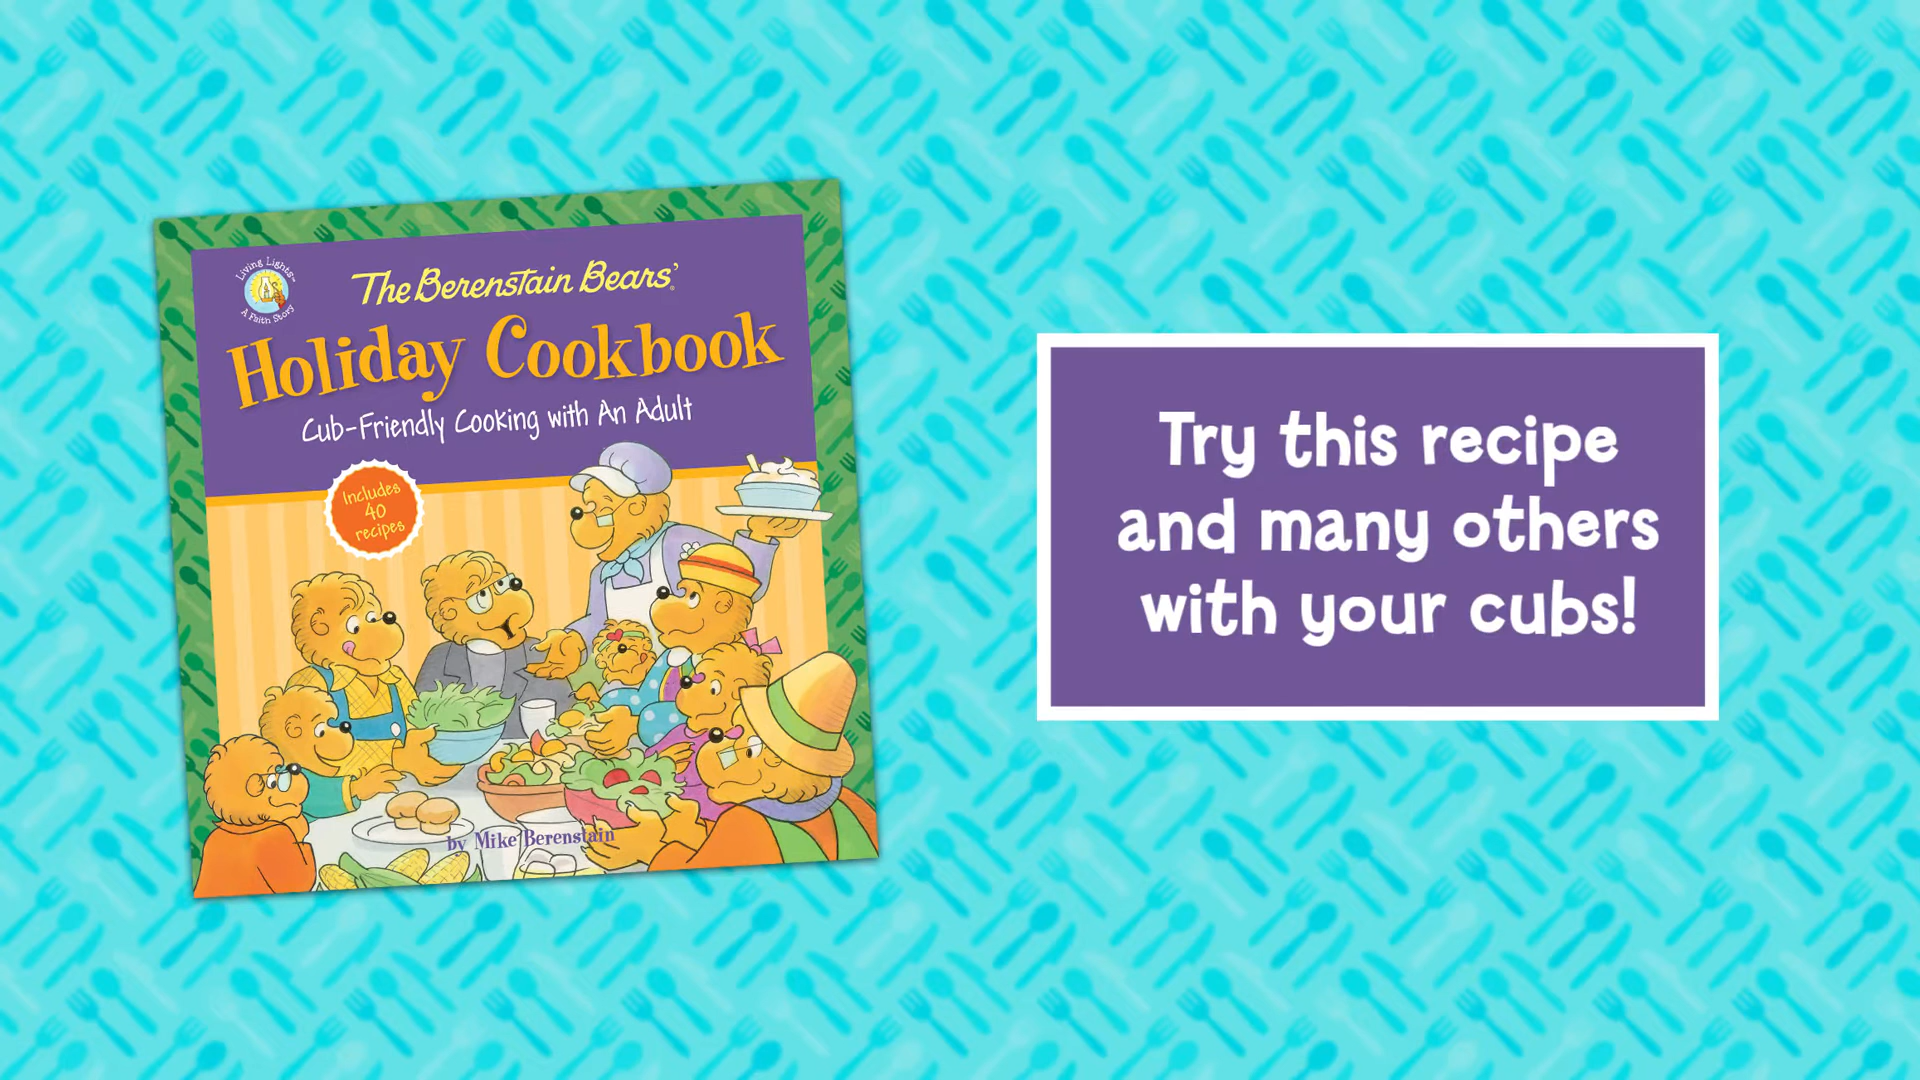 Living Lights™
A Faith Story
The Berenstain Bears'®
Holiday Cookbook
Cub-Friendly Cooking with An Adult
Includes
40
recipes
by Mike Berenstain
Try this recipe
and many others
with your cubs!